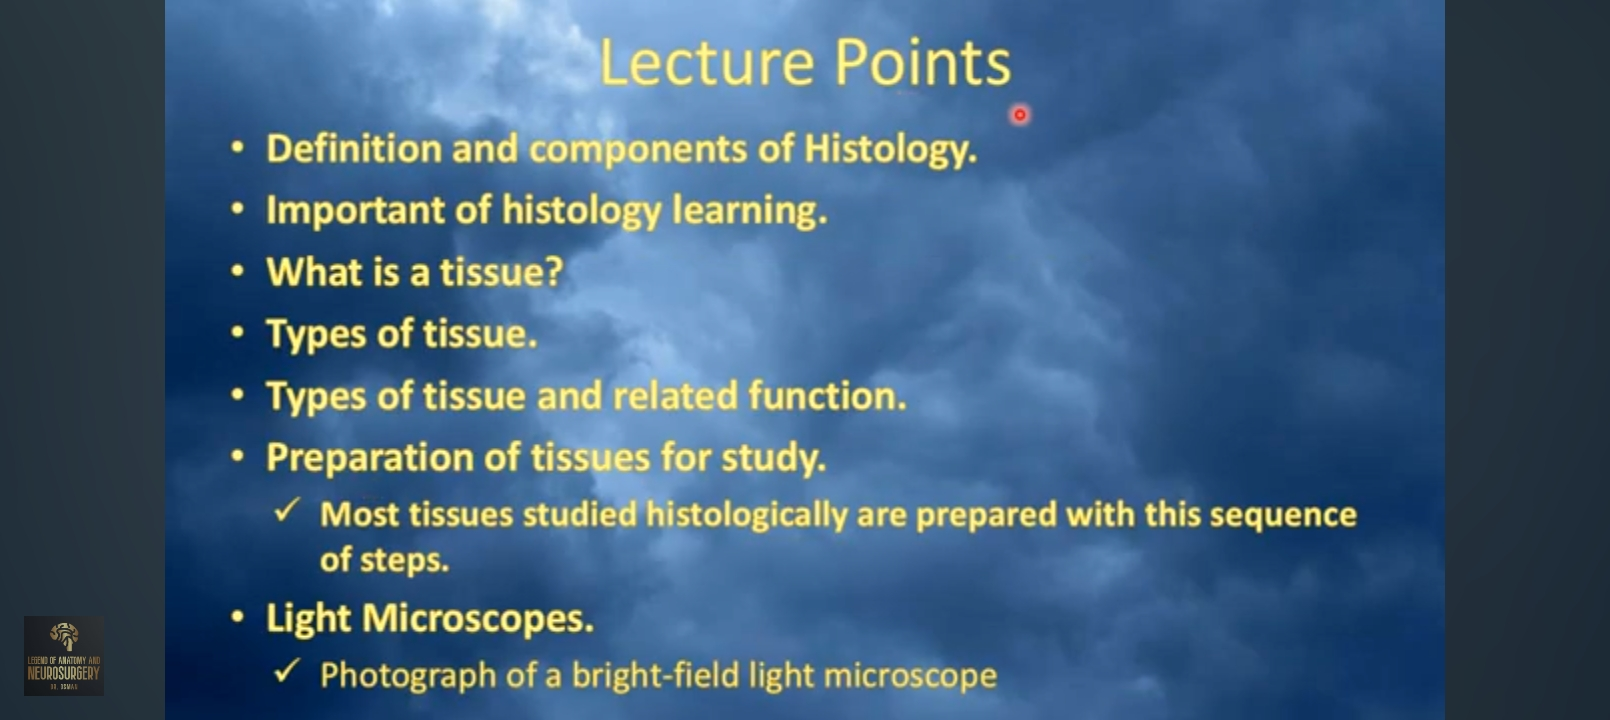 Lecture Points
• Definition and components of Histology.
• Important of histology learning.
• What is a tissue?
• Types of tissue.
• Types of tissue and related function.
• Preparation of tissues for study.
✓ Most tissues studied histologically are prepared with this sequence
of steps.
• Light Microscopes.
✓ Photograph of a bright-field light microscope
LEGEND OF ANATOMY AND
NEUROSURGERY